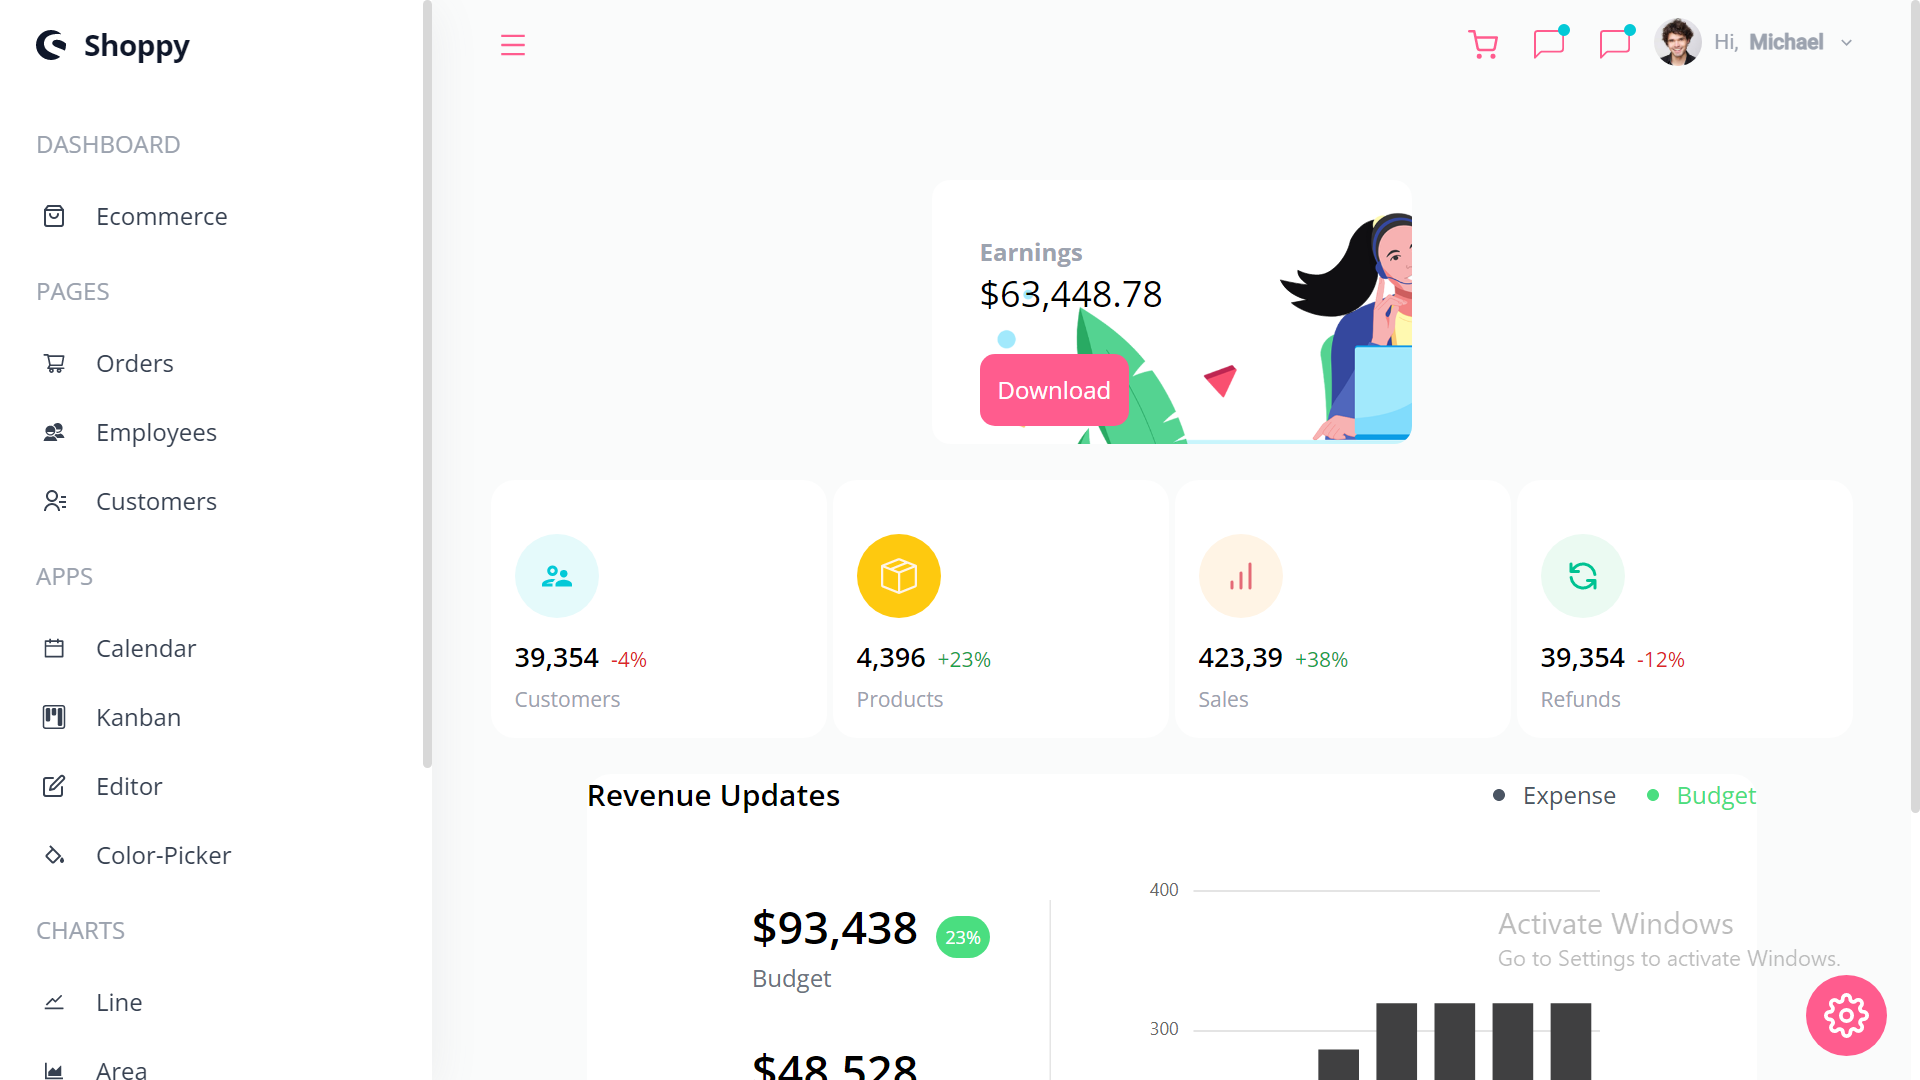 Shoppy
Hi, Michael
DASHBOARD
Ecommerce
PAGES
Orders
Employees
Customers
APPS
Calendar
Kanban
Editor
Color-Picker
CHARTS
Line
Area
Earnings
$63,448.78
Download
39,354 -4%
Customers
4,396 +23%
Products
423,39 +38%
Sales
39,354 -12%
Refunds
Revenue Updates
Expense
Budget
$93,438 23%
Budget
$48,528
400
300
Activate Windows
Go to Settings to activate Windows.